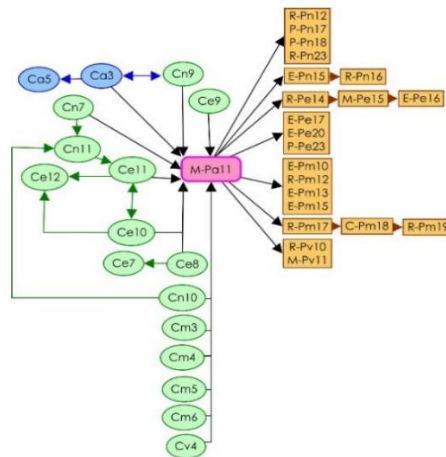 R-Pn12
P-Pn17
P-Pn18
R-Pn23
Ca5
Ca3
Cn9
E-Pn15
R-Pn16
Ce9
R-Pe14
M-Pe15
E-Pe16
Cn7
E-Pe17
E-Pe20
P-Pe23
Cn11
Ce12
Ce11
M-Pa11
E-Pm10
R-Pm12
E-Pm13
E-Pm15
Ce10
R-Pm17
C-Pm18
R-Pm19
Ce7
Ce8
R-Pv10
M-Pv11
Cn10
Cm3
Cm4
Cm5
Cm6
Cv4